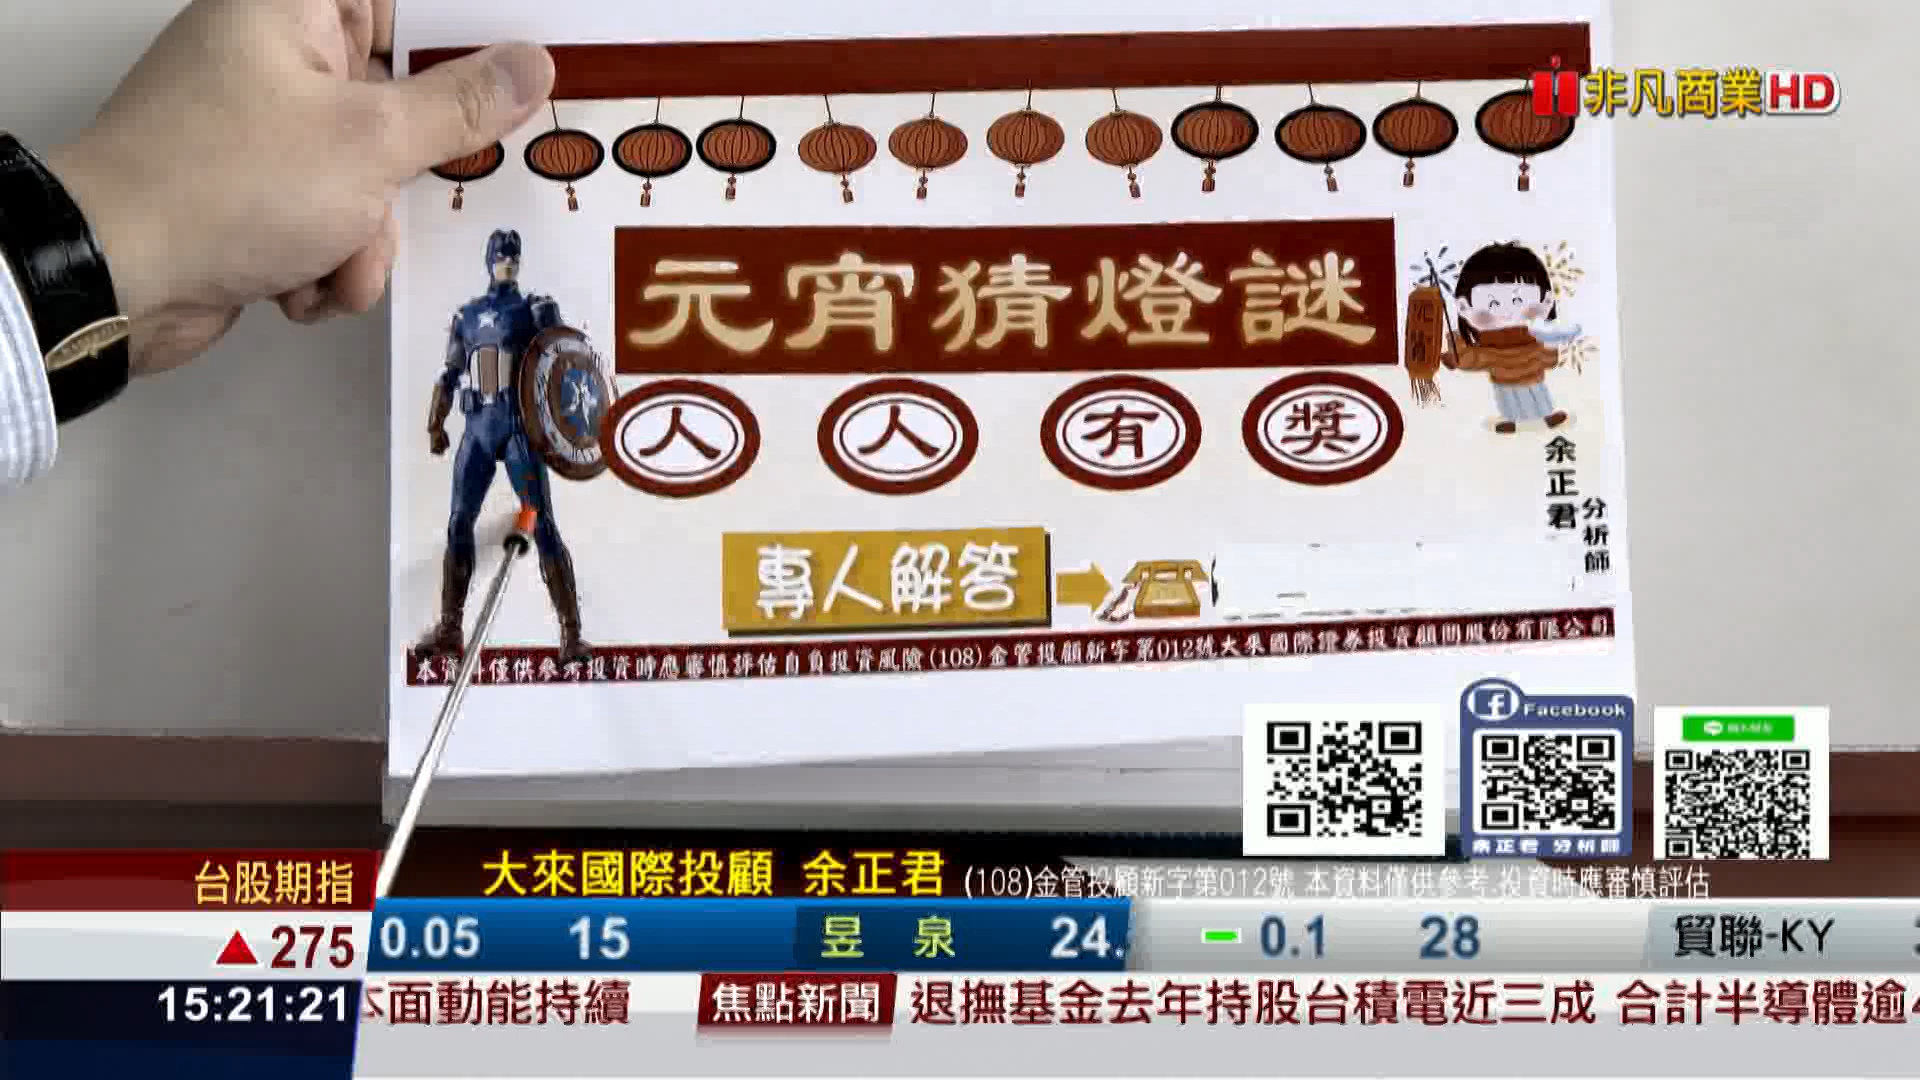 非凡商業HD
元宵猜燈謎
人人有獎
余正君
分析師
專人解答
本資料僅供參考投資時應審慎評估自負投資風險(108)金管投顧新字第012號大來國際證券投資顧問股份有限公司
Facebook
余正君 分析師
台股期指
大來國際投顧 余正君
(108)金管投顧新字第012號 本資料僅供參考.投資時應審慎評估
▲275
0.05 15 昱泉 24. 0.1 28 貿聯-KY
15:21:21
本面動能持續 焦點新聞 退撫基金去年持股台積電近三成 合計半導體逾